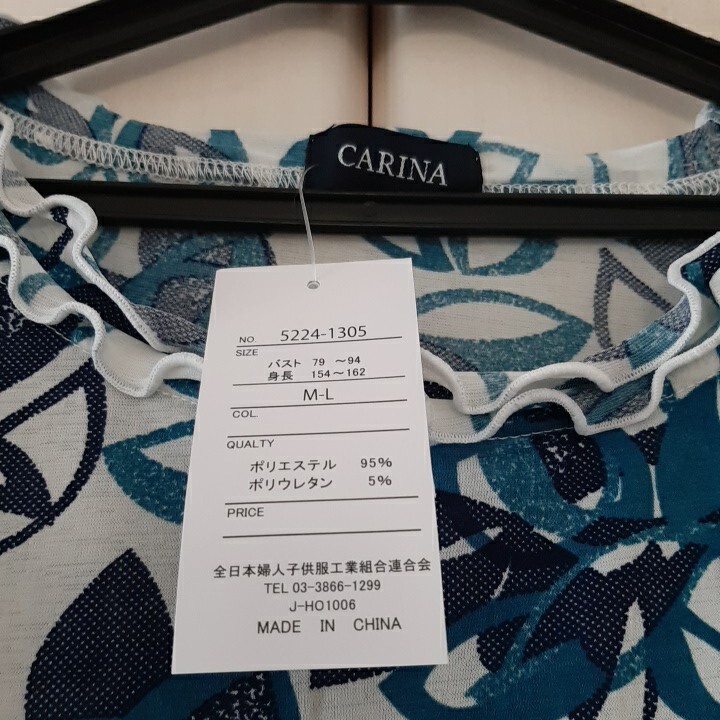 CARINA
NO. 5224-1305
SIZE
バスト 79 ～94
身長 154～162
M-L
COL.
QUALTY
ポリエステル 95%
ポリウレタン 5%
PRICE
全日本婦人子供服工業組合連合会
TEL 03-3866-1299
J-HO1006
MADE IN CHINA